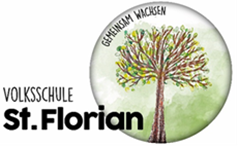 GEMEINSAM WACHSEN
VOLKSSCHULE
St. Florian